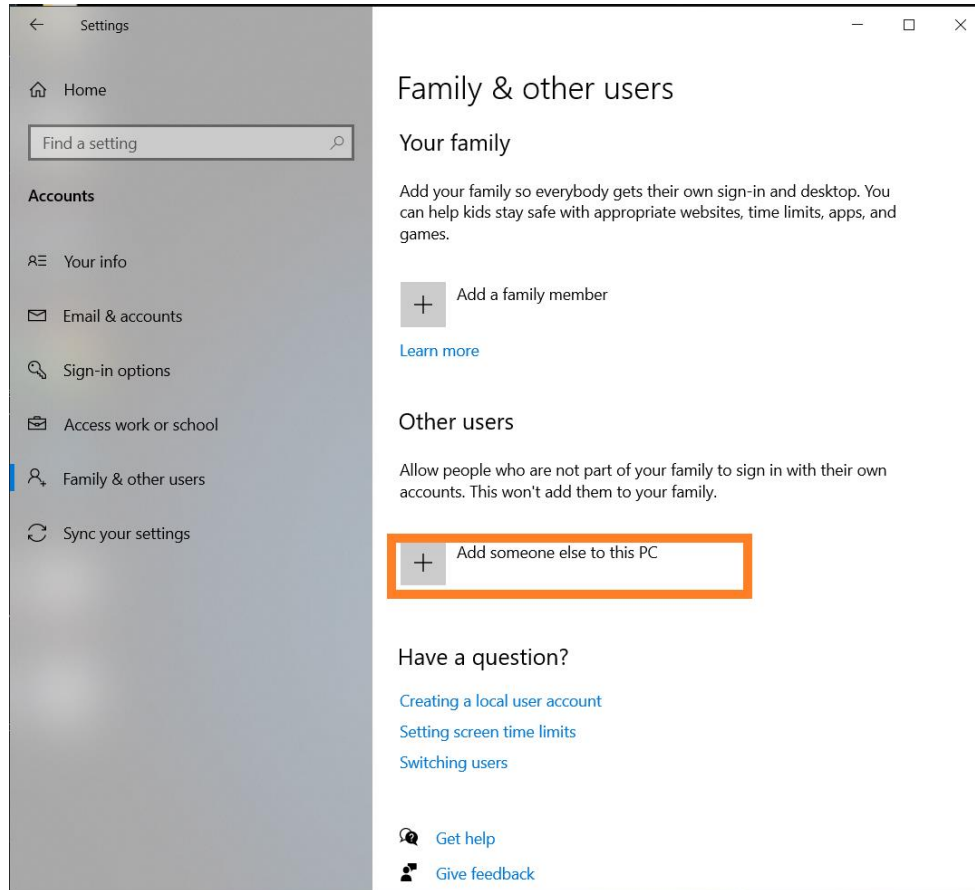 Settings
Home
Find a setting
Accounts
Your info
Email & accounts
Sign-in options
Access work or school
Family & other users
Sync your settings
Family & other users
Your family
Add your family so everybody gets their own sign-in and desktop. You
can help kids stay safe with appropriate websites, time limits, apps, and
games.
Add a family member
Learn more
Other users
Allow people who are not part of your family to sign in with their own
accounts. This won't add them to your family.
Add someone else to this PC
Have a question?
Creating a local user account
Setting screen time limits
Switching users
Get help
Give feedback